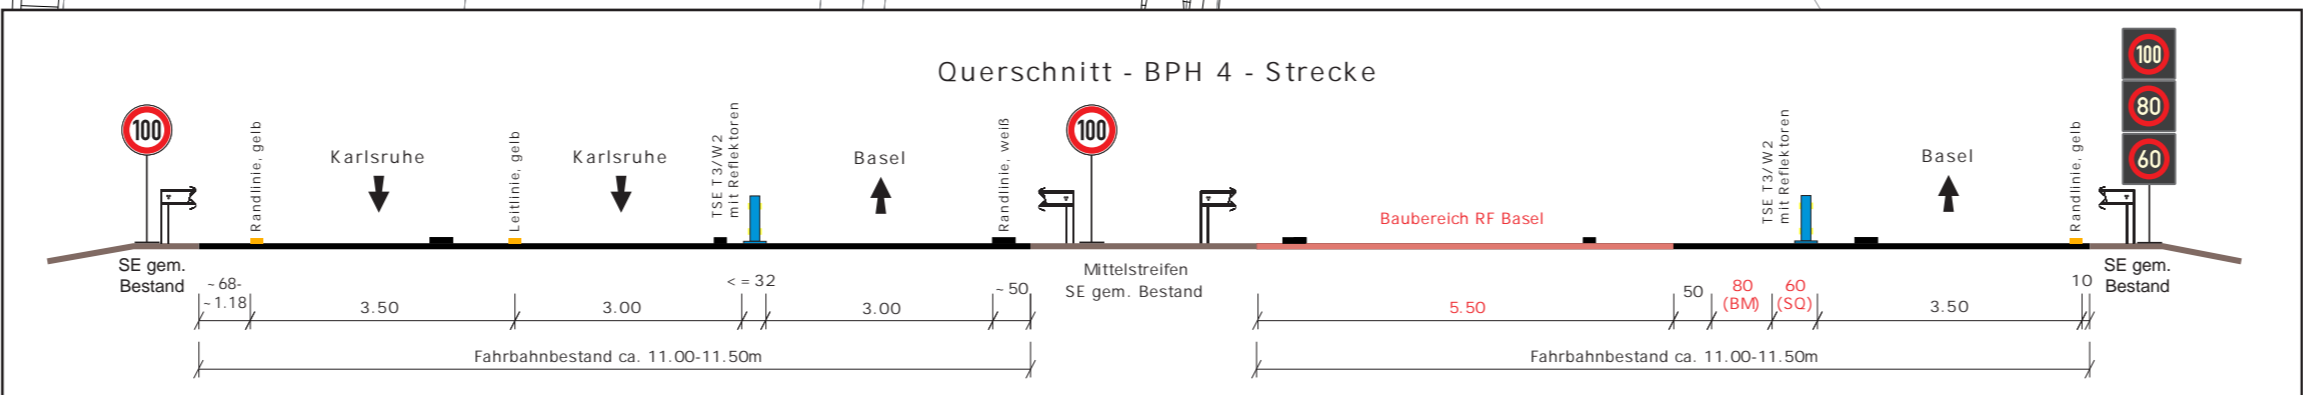 Querschnitt - BPH 4 - Strecke
100
Randlinie, gelb
Karlsruhe
Leitlinie, gelb
Karlsruhe
TSE T3/W2
mit Reflektoren
Basel
Randlinie, weiß
100
Baubereich RF Basel
TSE T3/W2
mit Reflektoren
Basel
Randlinie, gelb
100
80
60
SE gem.
Bestand
Mittelstreifen
SE gem. Bestand
SE gem.
Bestand
~68-
~1.18
3.50
3.00
<=32
3.00
~50
5.50
50
80
(BM)
60
(SQ)
3.50
10
Fahrbahnbestand ca. 11.00-11.50m
Fahrbahnbestand ca. 11.00-11.50m